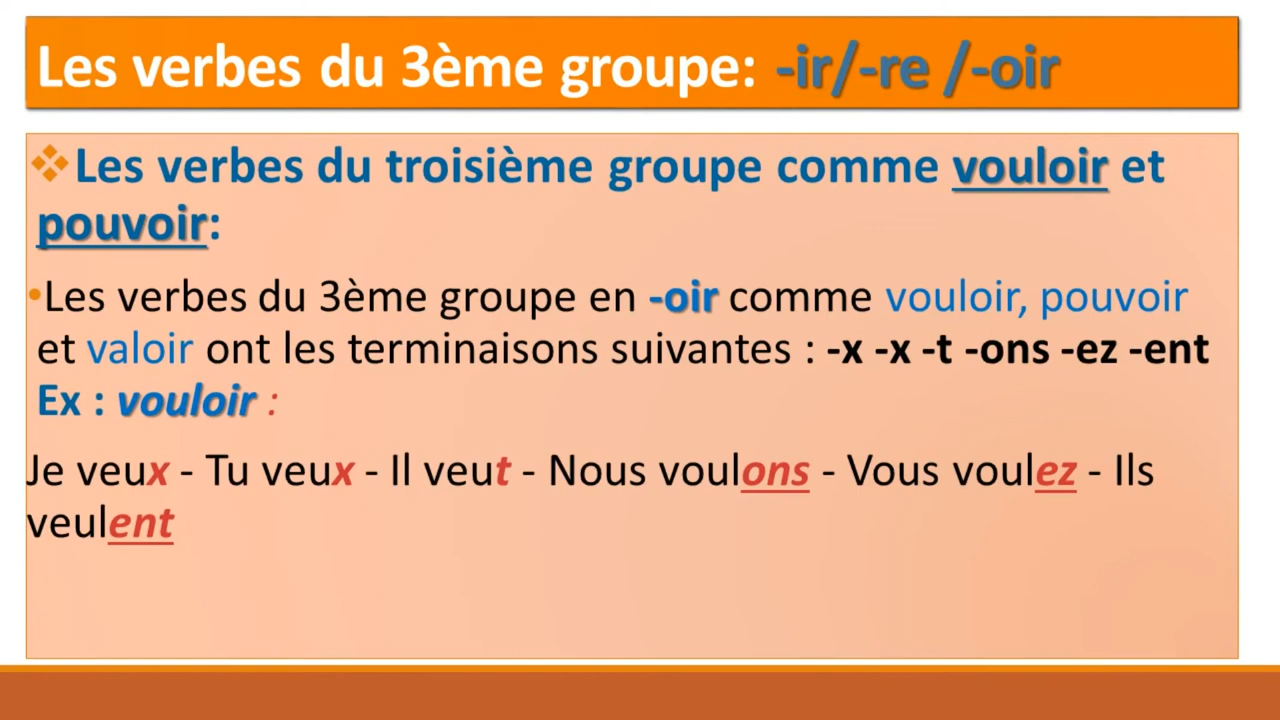 Les verbes du 3ème groupe: -ir/-re /-oir
❖Les verbes du troisième groupe comme vouloir et
pouvoir:
•Les verbes du 3ème groupe en -oir comme vouloir, pouvoir
et valoir ont les terminaisons suivantes : -x -x -t -ons -ez -ent
Ex : vouloir :
Je veux - Tu veux - Il veut - Nous voulons - Vous voulez - Ils
veulent